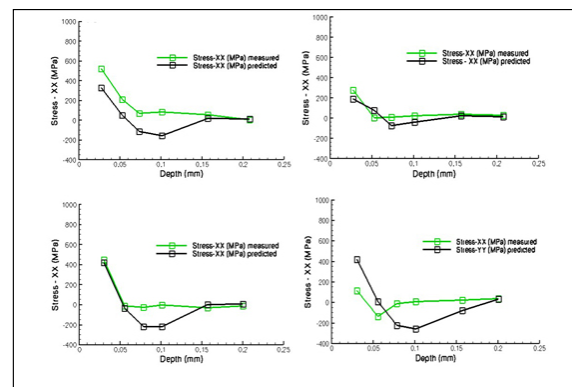 1000
800
600
400
200
0
-200
-400
Stress - XX (MPa)
Stress-XX (MPa) measured
Stress-XX (MPa) predicted
0 0,05 0,1 0,15 0,2 0,25
Depth (mm)
1000
800
600
400
200
0
-200
-400
Stress - XX (MPa)
Stress-XX (MPa) measured
Stress - XX (MPa) predicted
0 0,05 0,1 0,15 0,2 0,25
Depth (mm)
1000
800
600
400
200
0
-200
-400
Stress - XX (MPa)
Stress-XX (MPa) measured
Stress-XX (MPa) predicted
0 0,05 0,1 0,15 0,2 0,25
Depth (mm)
1000
800
600
400
200
0
-200
-400
Stress - XX (MPa)
Stress-XX (MPa) measured
Stress-YY (MPa) predicted
0 0,05 0,1 0,15 0,2 0,25
Depth (mm)